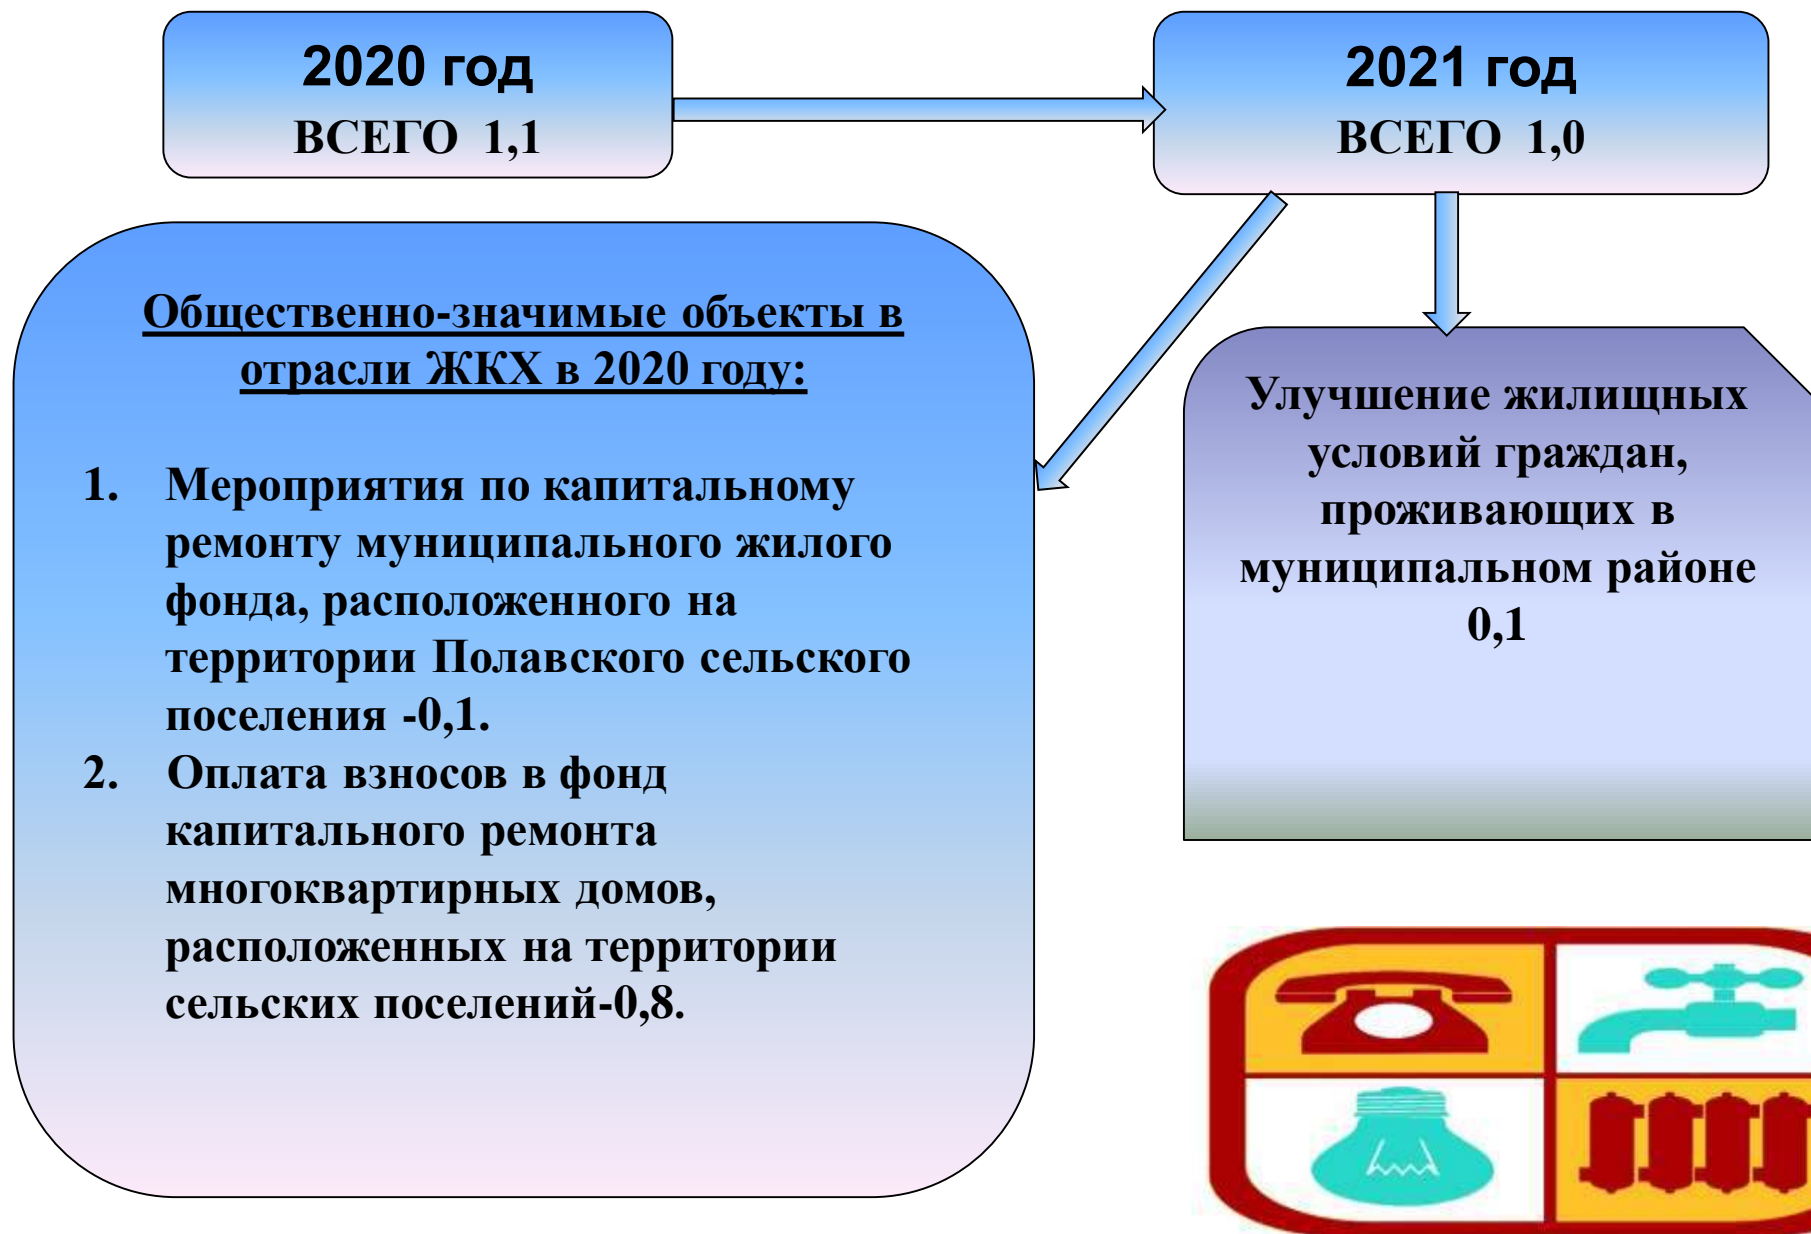 2020 год
ВСЕГО 1,1
2021 год
ВСЕГО 1,0
Общественно-значимые объекты в
отрасли ЖКХ в 2020 году:
1. Мероприятия по капитальному
ремонту муниципального жилого
фонда, расположенного на
территории Полавского сельского
поселения -0,1.
2. Оплата взносов в фонд
капитального ремонта
многоквартирных домов,
расположенных на территории
сельских поселений-0,8.
Улучшение жилищных
условий граждан,
проживающих в
муниципальном районе
0,1